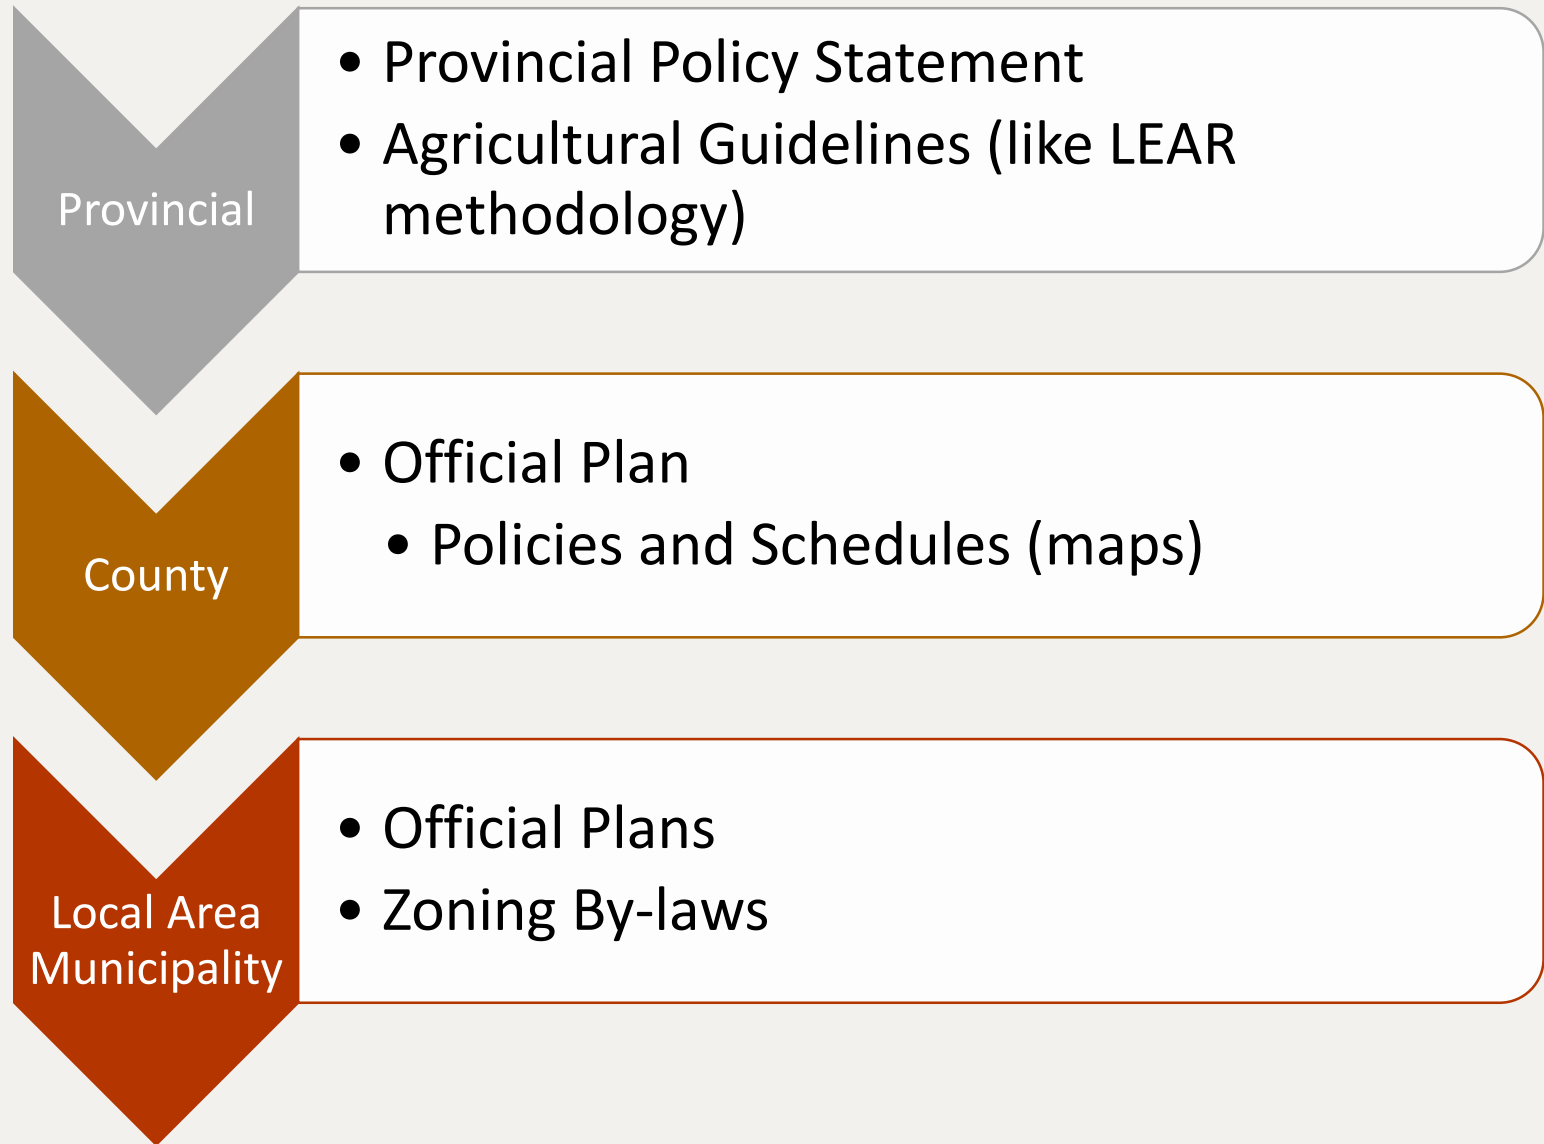 Provincial
• Provincial Policy Statement
• Agricultural Guidelines (like LEAR
methodology)
County
• Official Plan
• Policies and Schedules (maps)
Local Area
Municipality
• Official Plans
• Zoning By-laws